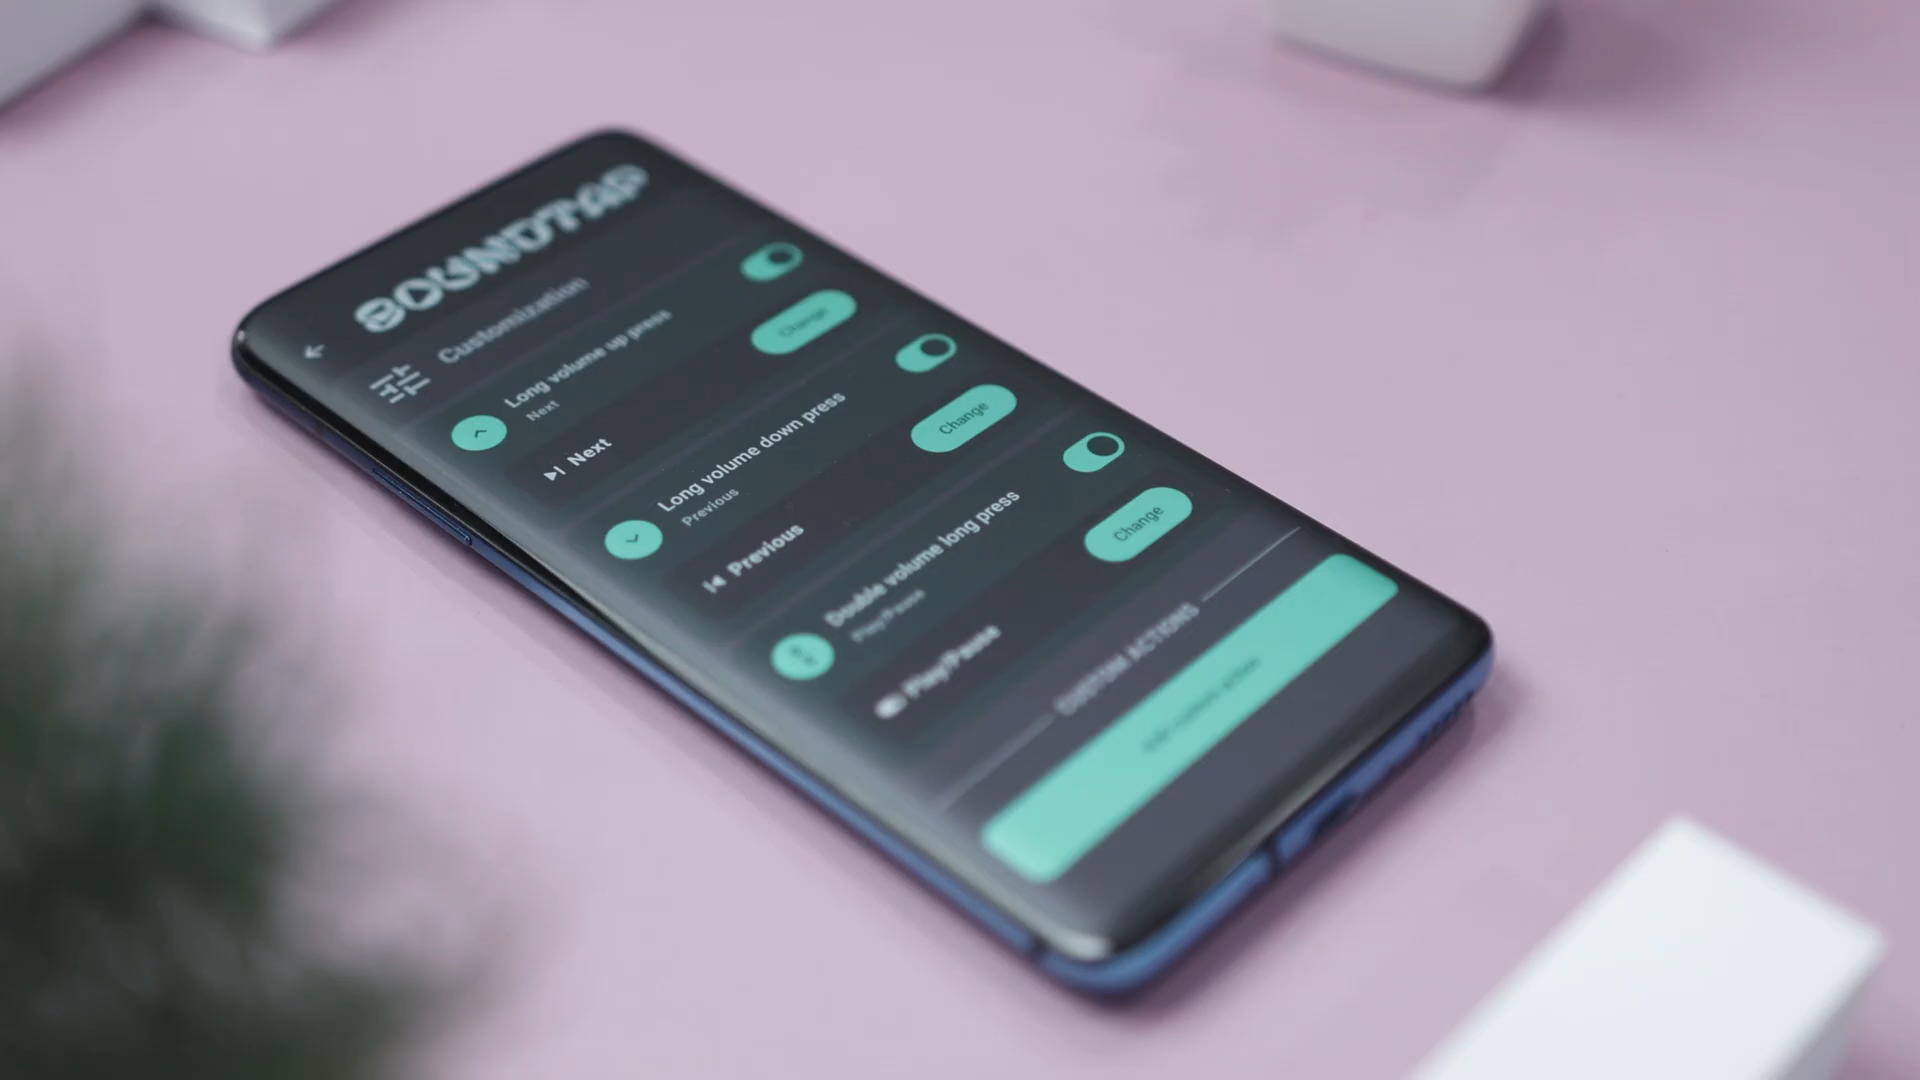 SOUNDTAP
Customization
Long volume up press
Next
Next
Change
Long volume down press
Previous
Previous
Change
Double volume long press
Play/Pause
Play/Pause
Change
CUSTOM ACTIONS